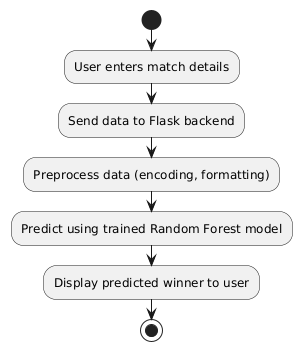 User enters match details
Send data to Flask backend
Preprocess data (encoding, formatting)
Predict using trained Random Forest model
Display predicted winner to user